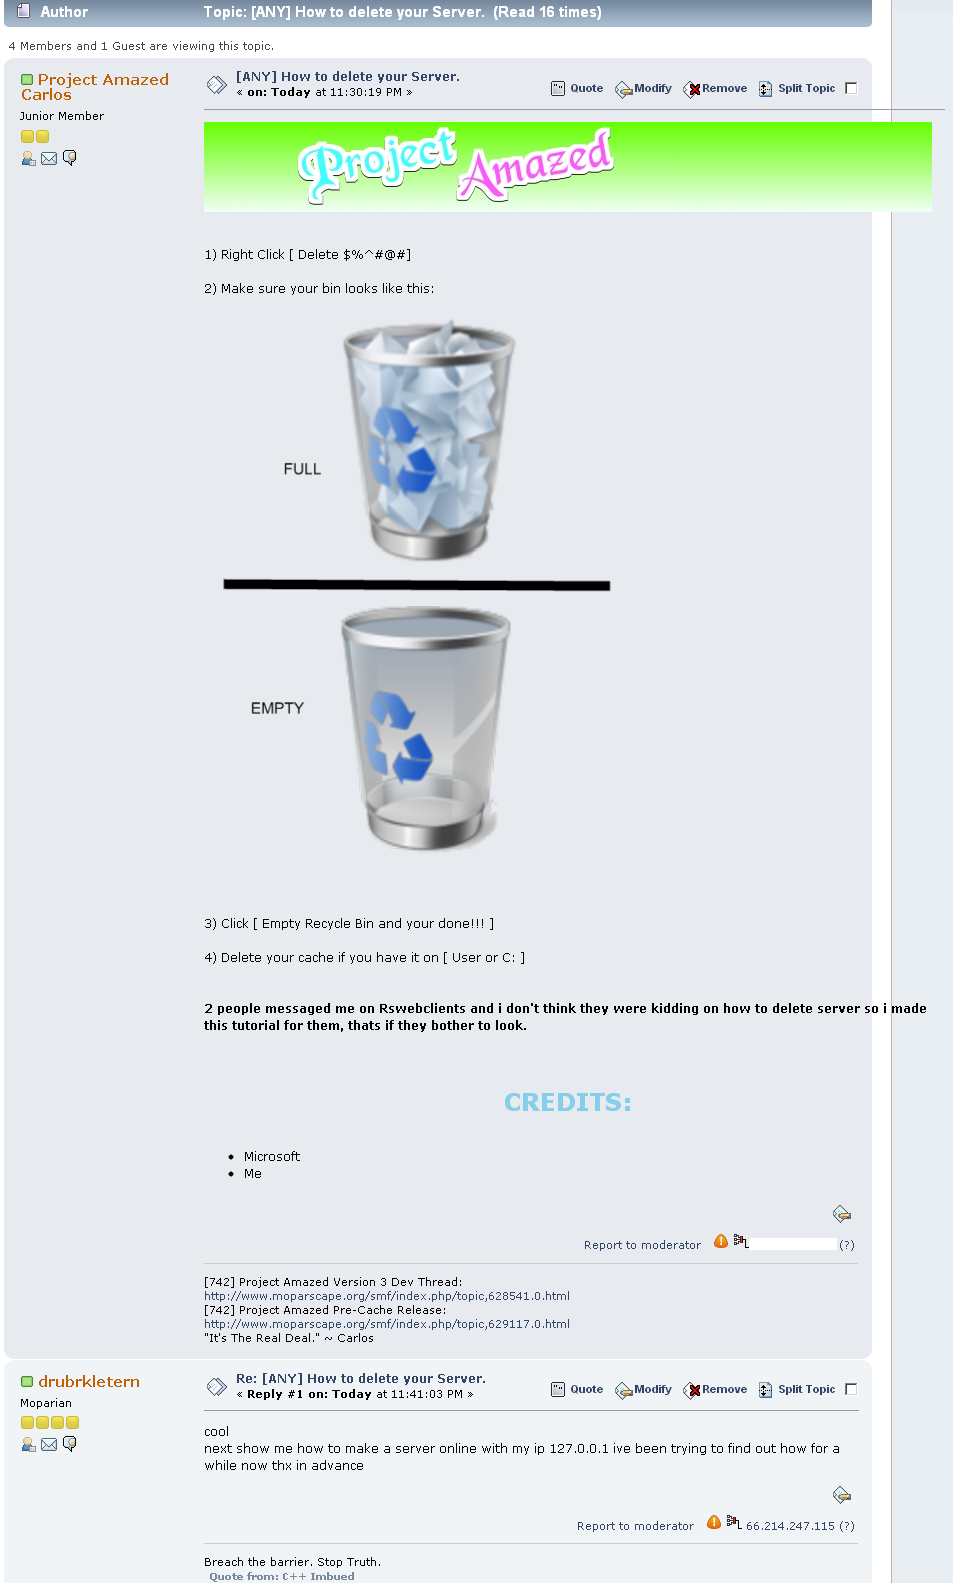 Author
Topic: [ANY] How to delete your Server.  (Read 16 times)
4 Members and 1 Guest are viewing this topic.
Project Amazed
Carlos
Junior Member
[ANY] How to delete your Server.
« on: Today at 11:30:19 PM »
Quote Modify Remove Split Topic
Project Amazed
1) Right Click [ Delete $%^#@#]
2) Make sure your bin looks like this:
FULL
EMPTY
3) Click [ Empty Recycle Bin and your done!!! ]
4) Delete your cache if you have it on [ User or C: ]
2 people messaged me on Rswebclients and i don't think they were kidding on how to delete server so i made
this tutorial for them, thats if they bother to look.
CREDITS:
Microsoft
Me
Report to moderator (?)
[742] Project Amazed Version 3 Dev Thread:
http://www.moparscape.org/smf/index.php/topic,628541.0.html
[742] Project Amazed Pre-Cache Release:
http://www.moparscape.org/smf/index.php/topic,629117.0.html
"It's The Real Deal." ~ Carlos
drubrkletern
Moparian
Re: [ANY] How to delete your Server.
« Reply #1 on: Today at 11:41:03 PM »
Quote Modify Remove Split Topic
cool
next show me how to make a server online with my ip 127.0.0.1 ive been trying to find out how for a
while now thx in advance
Report to moderator 66.214.247.115 (?)
Breach the barrier. Stop Truth.
Quote from: C++ Imbued